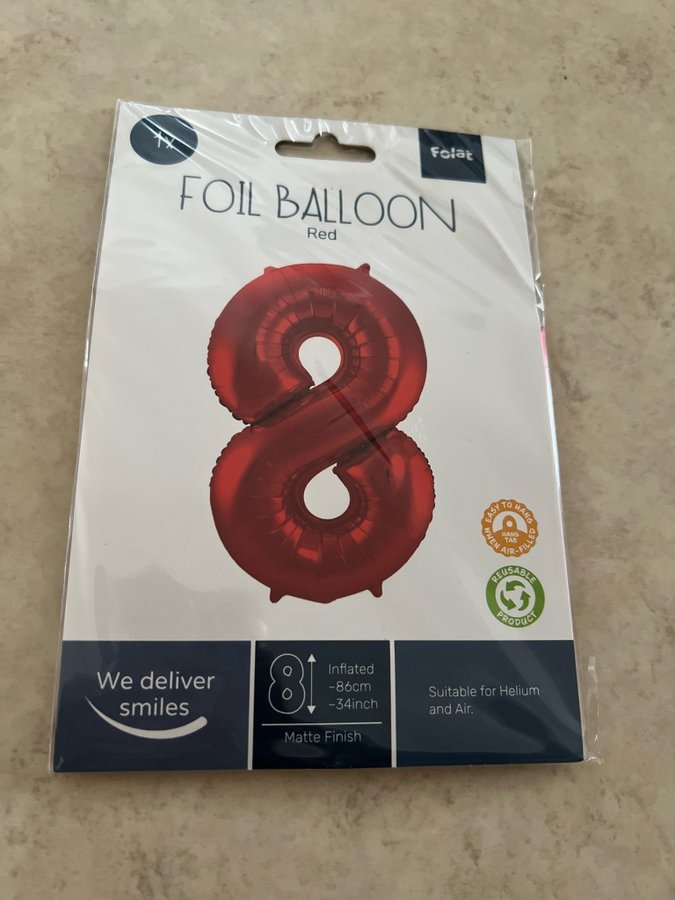 1x
Folat
FOIL BALLOON
Red
EASY TO HANG
HANG
TAB
WHEN AIR-FILLED
REUSABLE
PRODUCT
We deliver
smiles
8
Inflated
~86cm
~34inch
Matte Finish
Suitable for Helium
and Air.